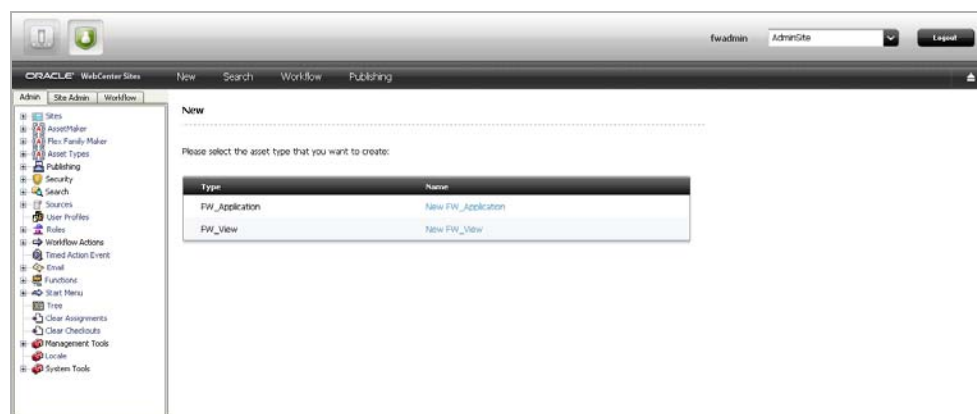 fwadmin AdminSite Logout
ORACLE WebCenter Sites New Search Workflow Publishing
Admin Site Admin Workflow
New
Please select the asset type that you want to create:
Type Name
FW_Application New FW_Application
FW_View New FW_View
Sites
AssetMaker
Flex Family Maker
Asset Types
Publishing
Security
Search
Sources
User Profiles
Roles
Workflow Actions
Timed Action Event
Email
Functions
Start Menu
Tree
Clear Assignments
Clear Checkouts
Management Tools
Locale
System Tools